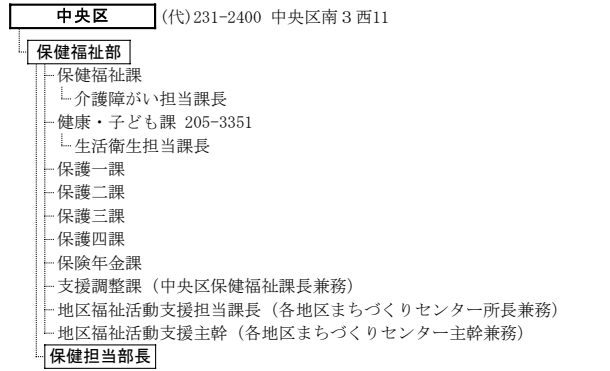 中央区 (代)231-2400 中央区南３西11
保健福祉部
保健福祉課
介護障がい担当課長
健康・子ども課 205-3351
生活衛生担当課長
保護一課
保護二課
保護三課
保護四課
保険年金課
支援調整課（中央区保健福祉課長兼務）
地区福祉活動支援担当課長（各地区まちづくりセンター所長兼務）
地区福祉活動支援主幹（各地区まちづくりセンター主幹兼務）
保健担当部長